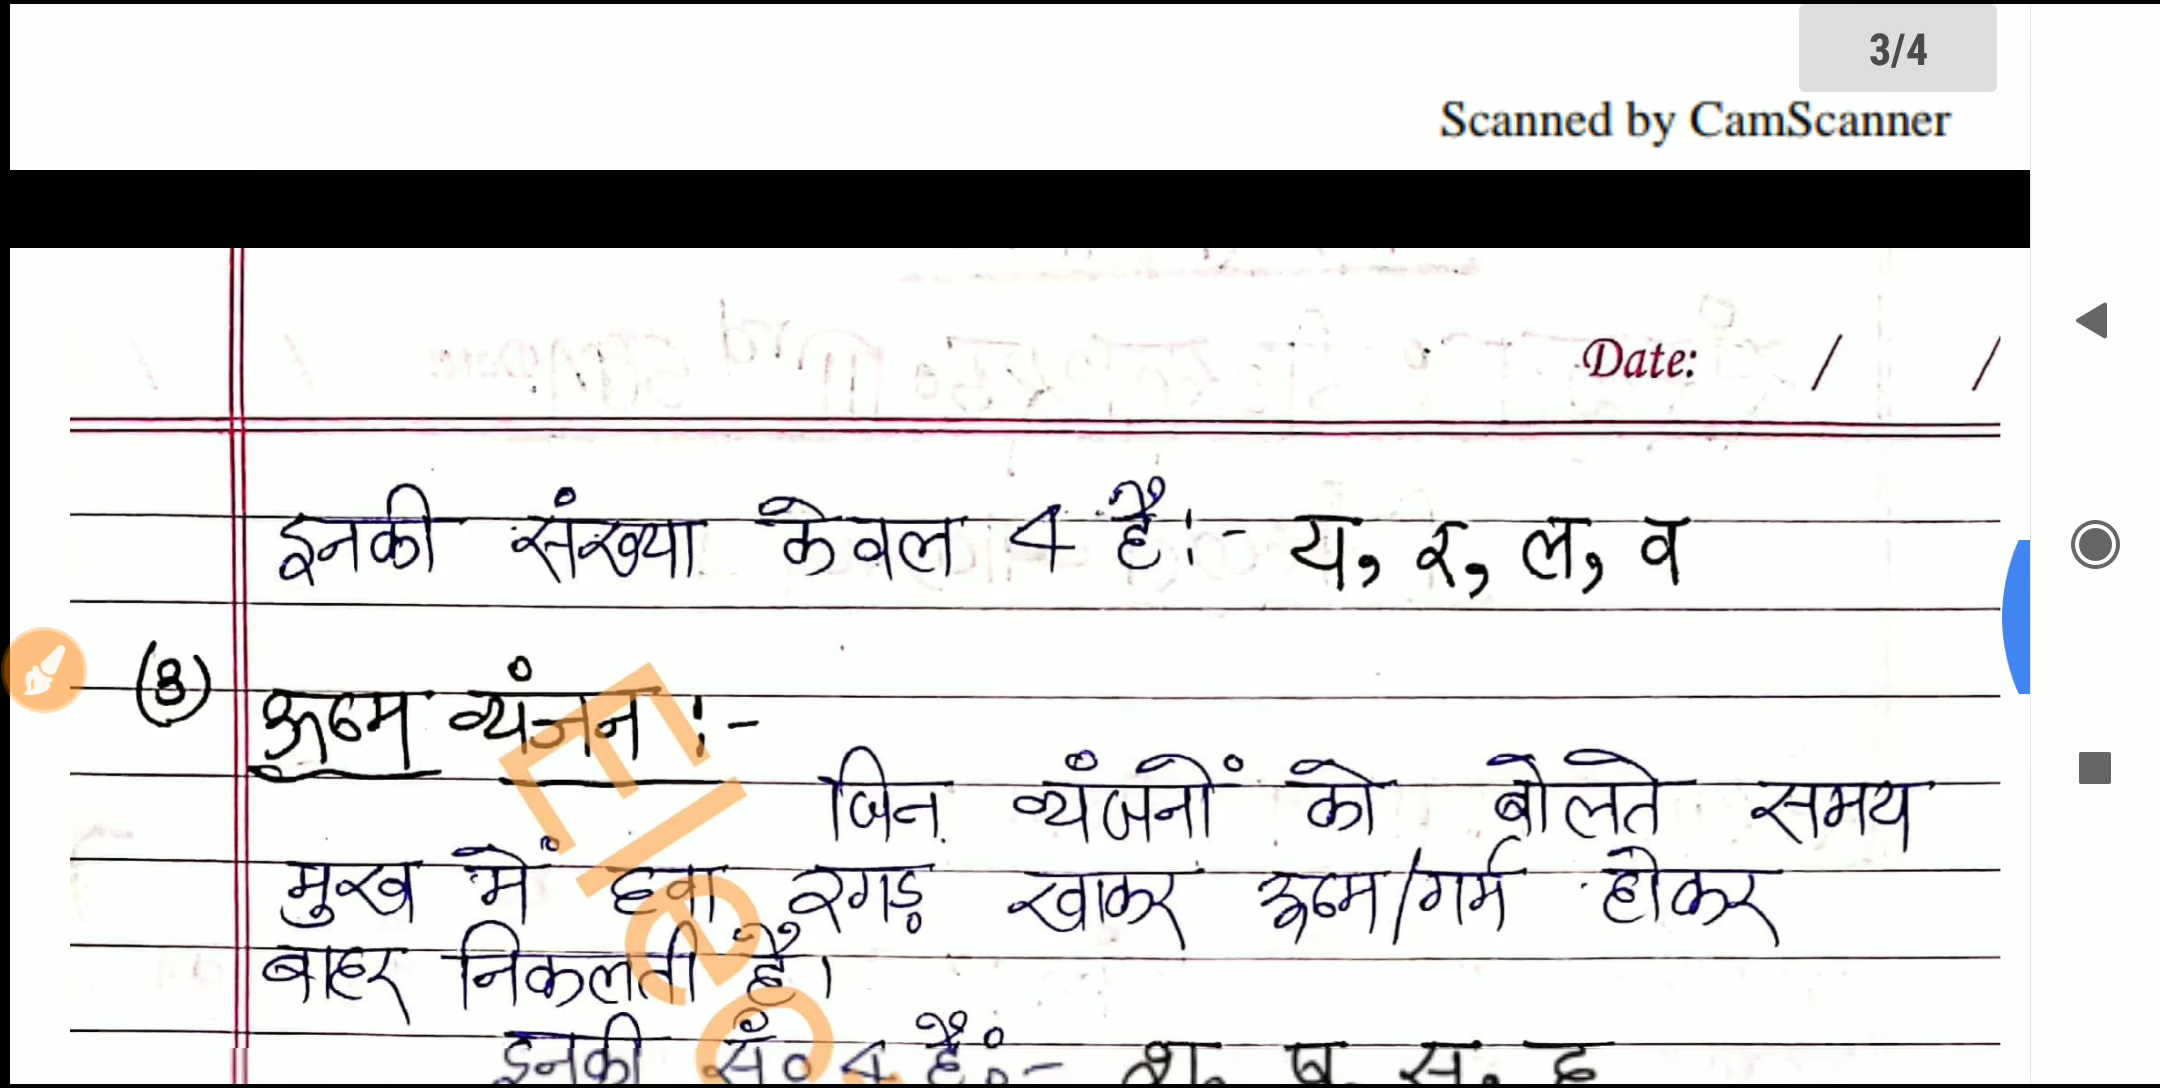 3/4
Scanned by CamScanner
Date: / /
इनकी संख्या केवल 4 है।- य, र, ल, व
(3) ऊष्म व्यंजन :-
जिन व्यंजनों को बोलते समय
मुख में हवा रगड़ खाकर ऊष्म/गर्म होकर
बाहर निकलती है।
इनकी सं० 4 है:- श, ष, स, ह